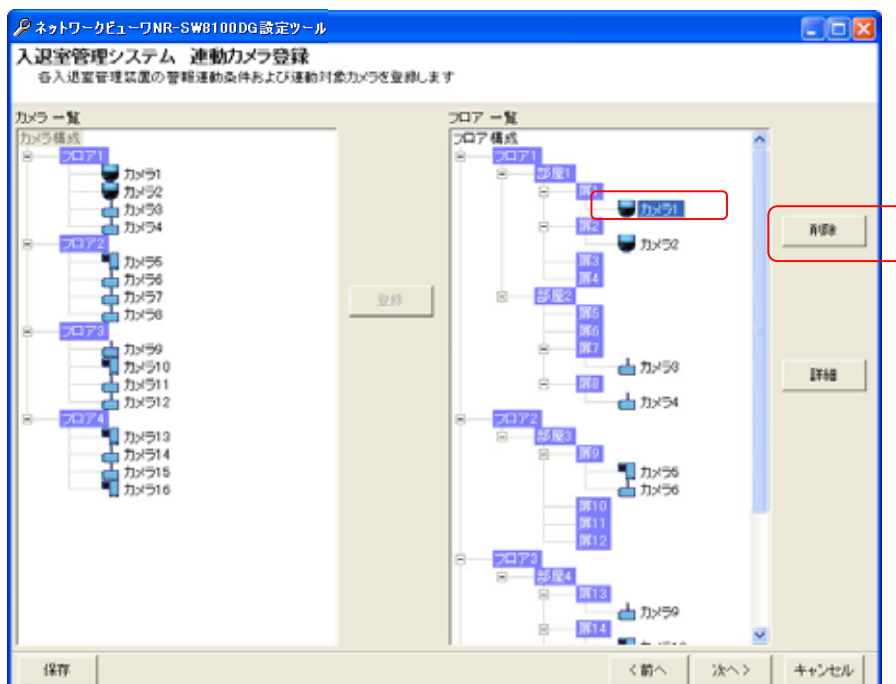 ネットワークビューワNR-SW8100DG設定ツール
入退室管理システム 連動カメラ登録
各入退室管理装置の警報連動条件および連動対象カメラを登録します
カメラ 一覧
カメラ構成
フロア1
カメラ1
カメラ2
カメラ3
カメラ4
フロア2
カメラ5
カメラ6
カメラ7
カメラ8
フロア3
カメラ9
カメラ10
カメラ11
カメラ12
フロア4
カメラ13
カメラ14
カメラ15
カメラ16
登録
フロア 一覧
フロア構成
フロア1
部屋1
扉1
カメラ1
扉2
カメラ2
扉3
扉4
部屋2
扉5
扉6
扉7
カメラ3
扉8
カメラ4
フロア2
部屋3
扉9
カメラ5
カメラ6
扉10
扉11
扉12
フロア3
部屋4
扉13
カメラ9
扉14
削除
詳細
保存
<前へ
次へ>
キャンセル